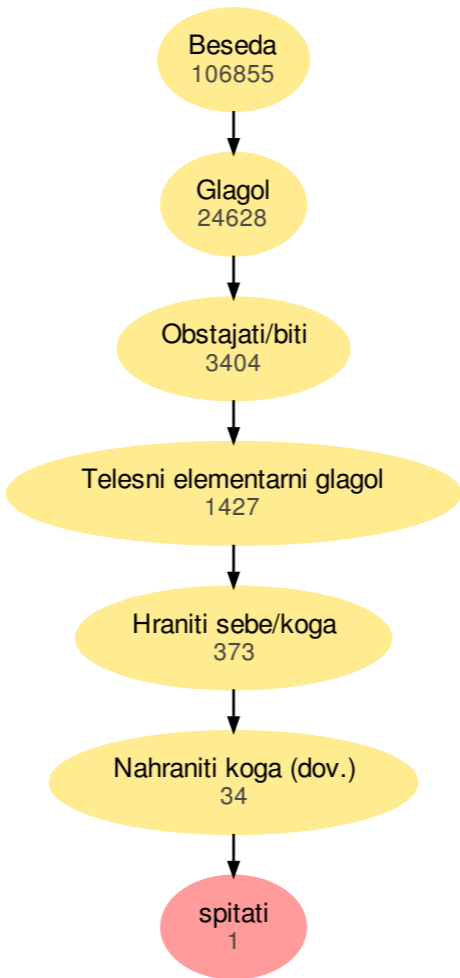 Beseda
106855
Glagol
24628
Obstajati/biti
3404
Telesni elementarni glagol
1427
Hraniti sebe/koga
373
Nahraniti koga (dov.)
34
spitati
1